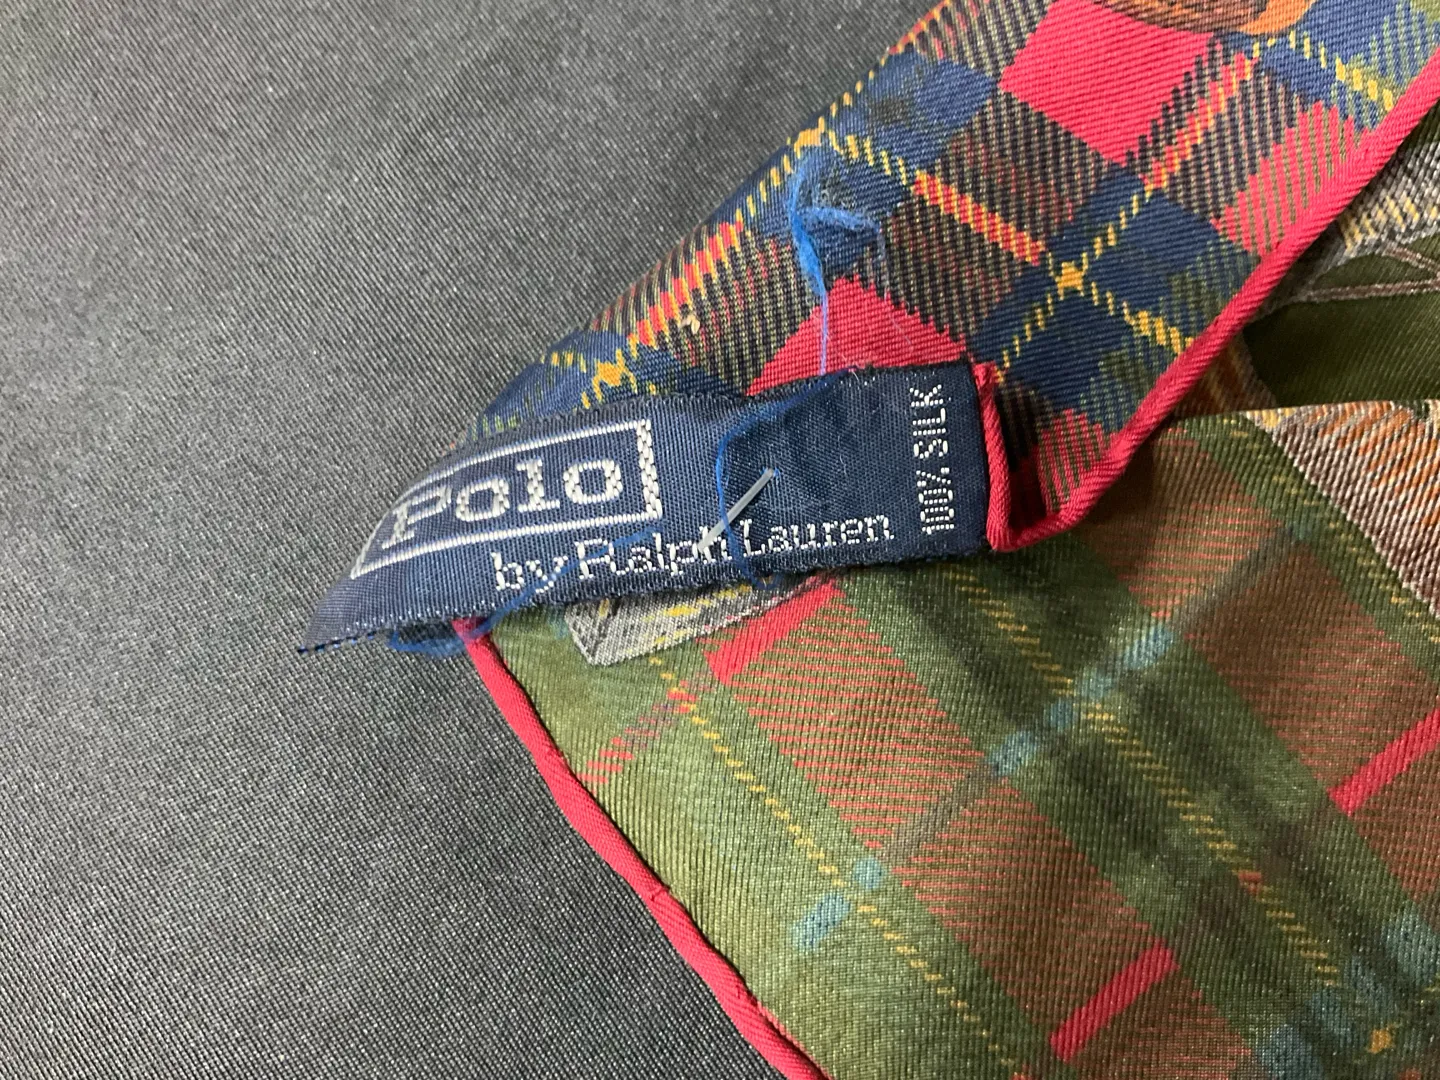 Polo
by Ralph Lauren
100% SILK